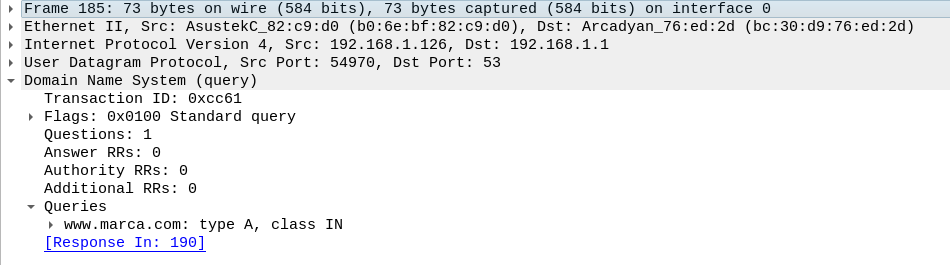 Frame 185: 73 bytes on wire (584 bits), 73 bytes captured (584 bits) on interface 0
Ethernet II, Src: AsustekC_82:c9:d0 (b0:6e:bf:82:c9:d0), Dst: Arcadyan_76:ed:2d (bc:30:d9:76:ed:2d)
Internet Protocol Version 4, Src: 192.168.1.126, Dst: 192.168.1.1
User Datagram Protocol, Src Port: 54970, Dst Port: 53
Domain Name System (query)
Transaction ID: 0xcc61
Flags: 0x0100 Standard query
Questions: 1
Answer RRs: 0
Authority RRs: 0
Additional RRs: 0
Queries
www.marca.com: type A, class IN
[Response In: 190]